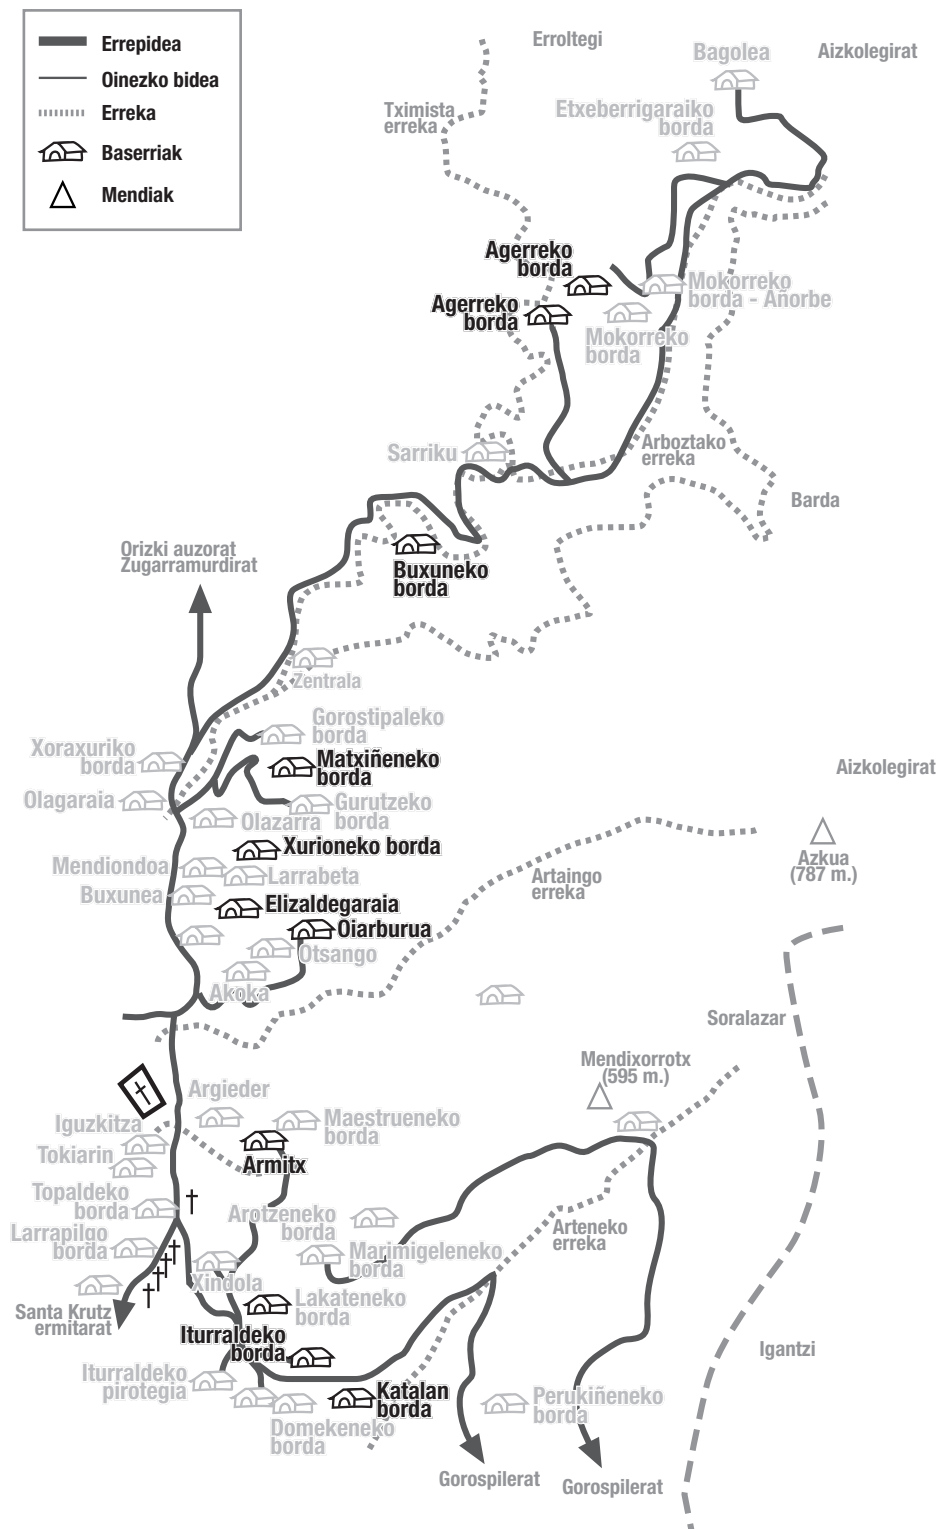 Errepidea
Oinezko bidea
Erreka
Baserriak
Mendiak
Erroltegi
Bagolea
Aizkolegirat
Tximista
erreka
Etxeberrigaraiko
borda
Agerreko
borda
Agerreko
borda
Mokorreko
borda - Añorbe
Mokorreko
borda
Sarriku
Arboztako
erreka
Barda
Buxuneko
borda
Orizki auzorat
Zugarramurdirat
Zentrala
Gorostipaleko
borda
Xoraxuriko
borda
Matxiñeneko
borda
Aizkolegirat
Olagaraia
Gurutzeko
borda
Olazarra
Xurioneko borda
Azkua
(787 m.)
Mendiondoa
Larrabeta
Artaingo
erreka
Buxunea
Elizaldegaraia
Oiarburua
Otsango
Akoka
Soralazar
Mendixorrotx
(595 m.)
Argieder
Iguzkitza
Maestrueneko
borda
Tokiarin
Armitx
Topaldeko
borda
Arotzeneko
borda
Larrapilgo
borda
Arteneko
erreka
Marimigeleneko
borda
Xindola
Santa Krutz
ermitarat
Lakateneko
borda
Iturraldeko
borda
Igantzi
Iturraldeko
pirotegia
Katalan
borda
Perukiñeneko
borda
Domekeneko
borda
Gorospilerat
Gorospilerat